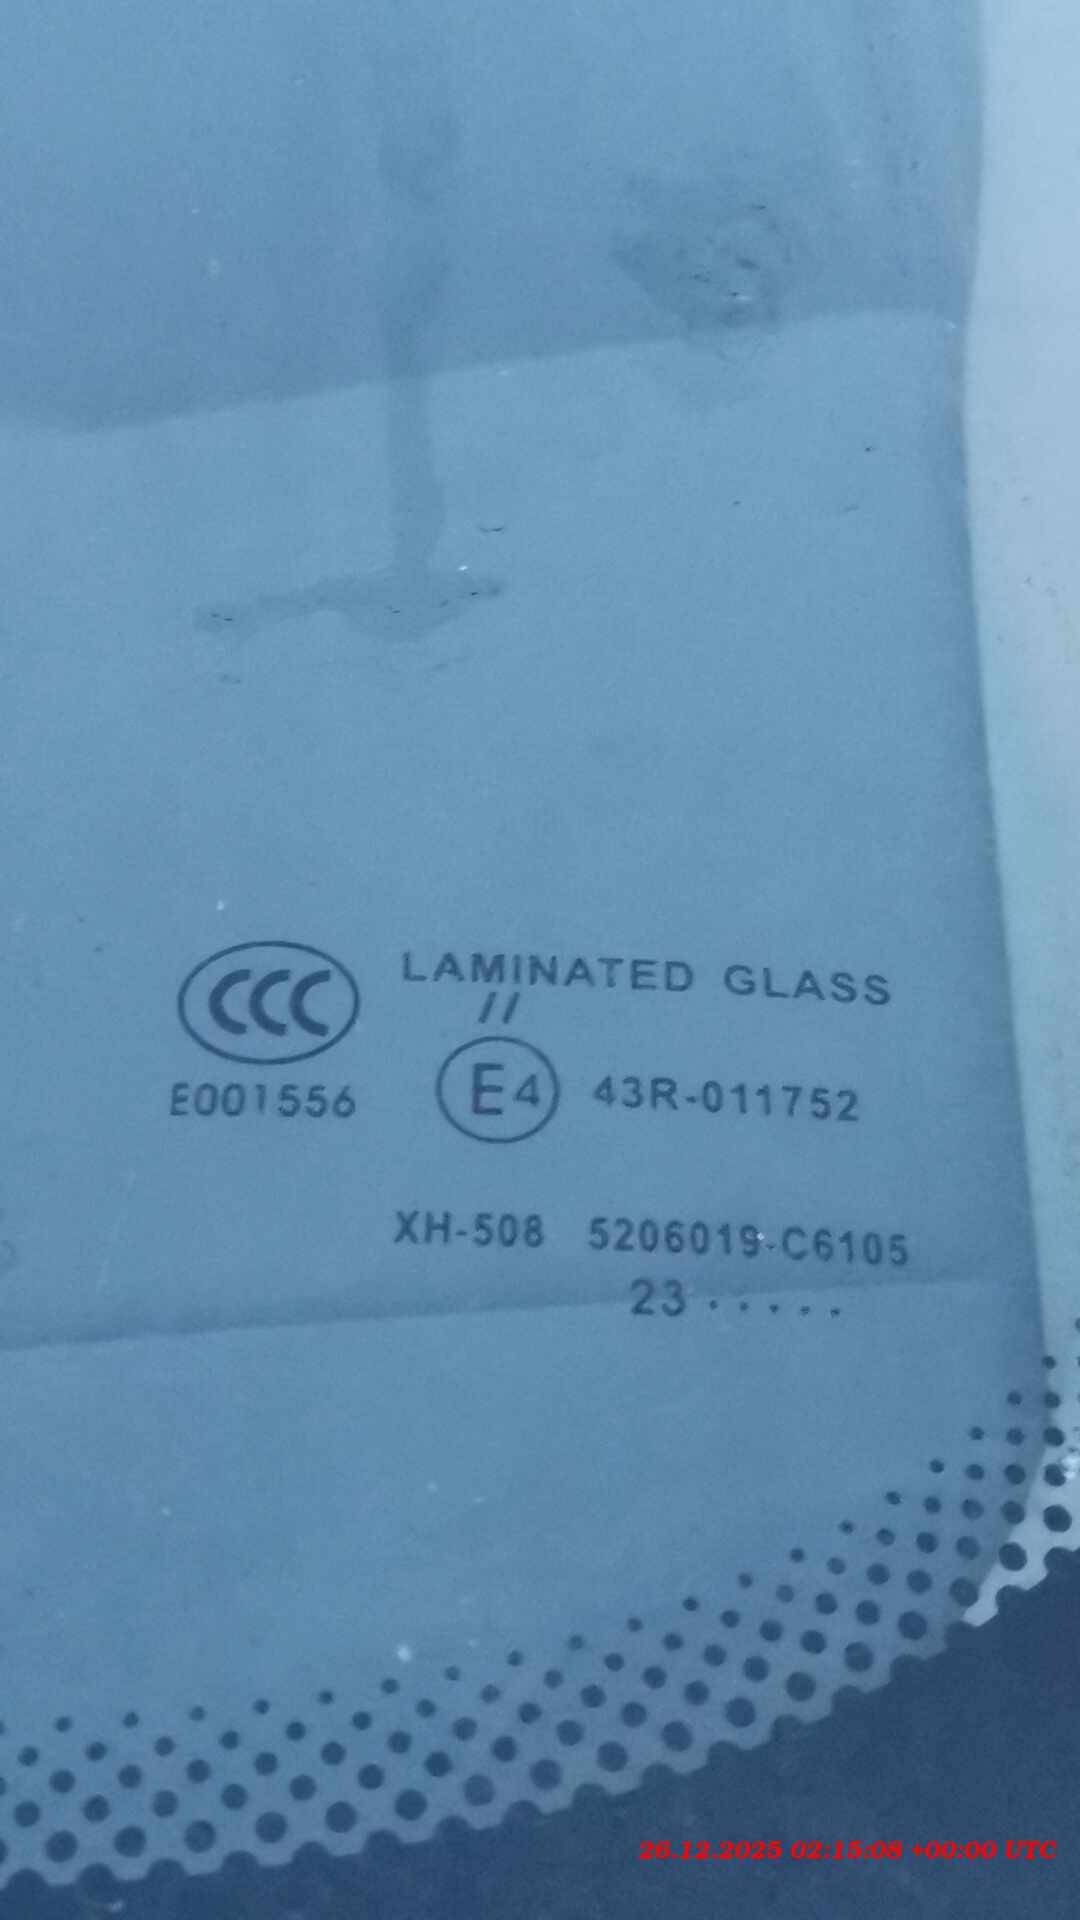 CCC
LAMINATED GLASS
//
E4 43R-011752
E001556
XH-508 5206019-C6105
23 . . . . .
26.12.2025 02:15:08 +00:00 UTC